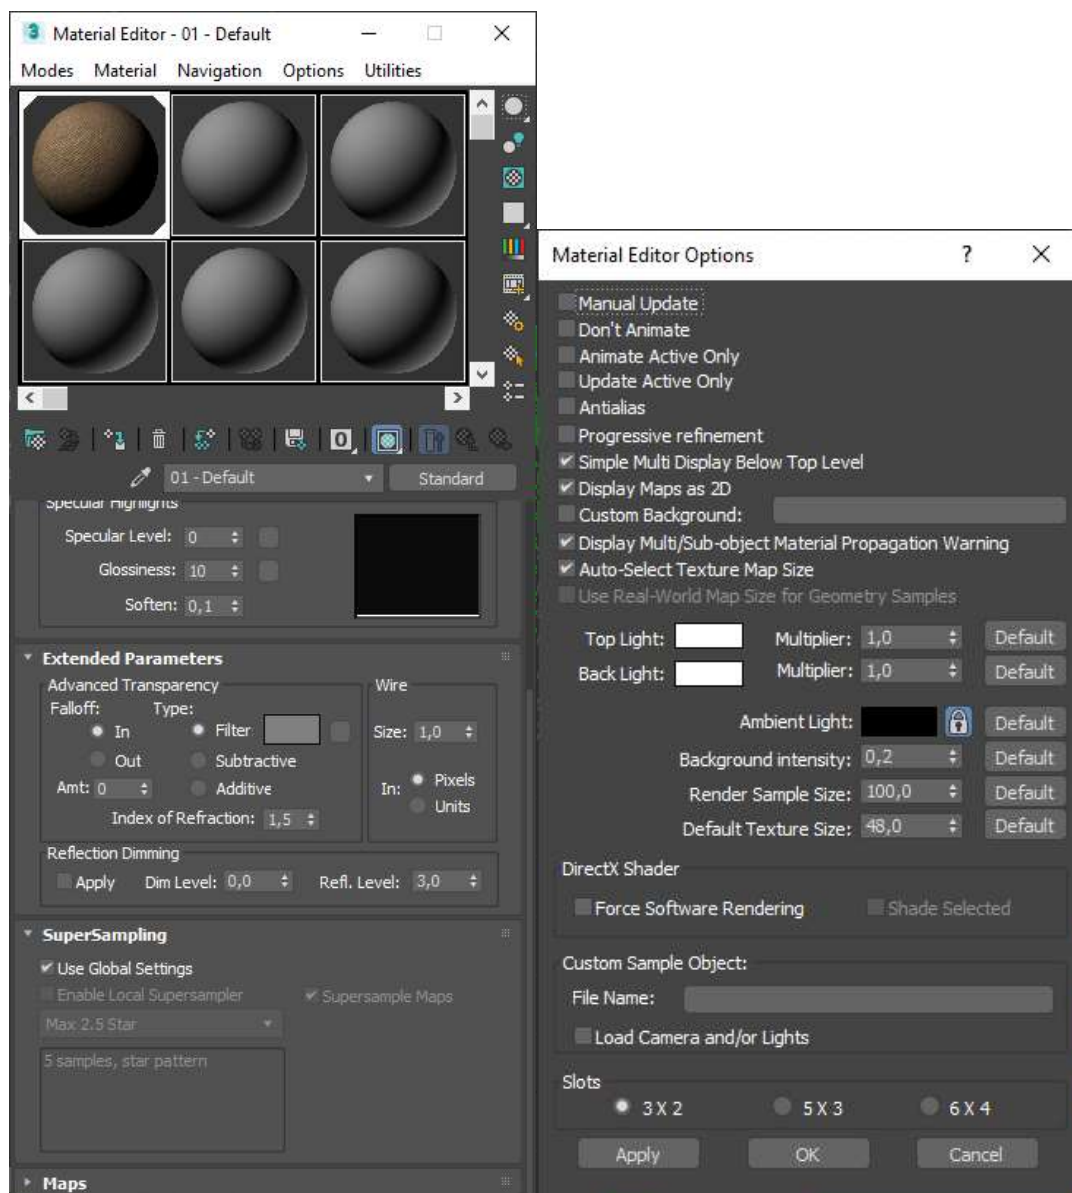 Material Editor - 01 - Default
Modes Material Navigation Options Utilities
01 - Default Standard
Specular Highlights
Specular Level: 0
Glossiness: 10
Soften: 0,1
Extended Parameters
Advanced Transparency
Falloff: Type:
In Filter
Out Subtractive
Amt: 0 Additive
Index of Refraction: 1,5
Wire
Size: 1,0
In: Pixels
Units
Reflection Dimming
Apply Dim Level: 0,0 Refl. Level: 3,0
SuperSampling
Use Global Settings
Enable Local Supersampler Supersample Maps
Max 2.5 Star
5 samples, star pattern
Maps
Material Editor Options ?
Manual Update
Don't Animate
Animate Active Only
Update Active Only
Antialias
Progressive refinement
Simple Multi Display Below Top Level
Display Maps as 2D
Custom Background:
Display Multi/Sub-object Material Propagation Warning
Auto-Select Texture Map Size
Use Real-World Map Size for Geometry Samples
Top Light: Multiplier: 1,0 Default
Back Light: Multiplier: 1,0 Default
Ambient Light: Default
Background intensity: 0,2 Default
Render Sample Size: 100,0 Default
Default Texture Size: 48,0 Default
DirectX Shader
Force Software Rendering Shade Selected
Custom Sample Object:
File Name:
Load Camera and/or Lights
Slots
3 X 2 5 X 3 6 X 4
Apply OK Cancel